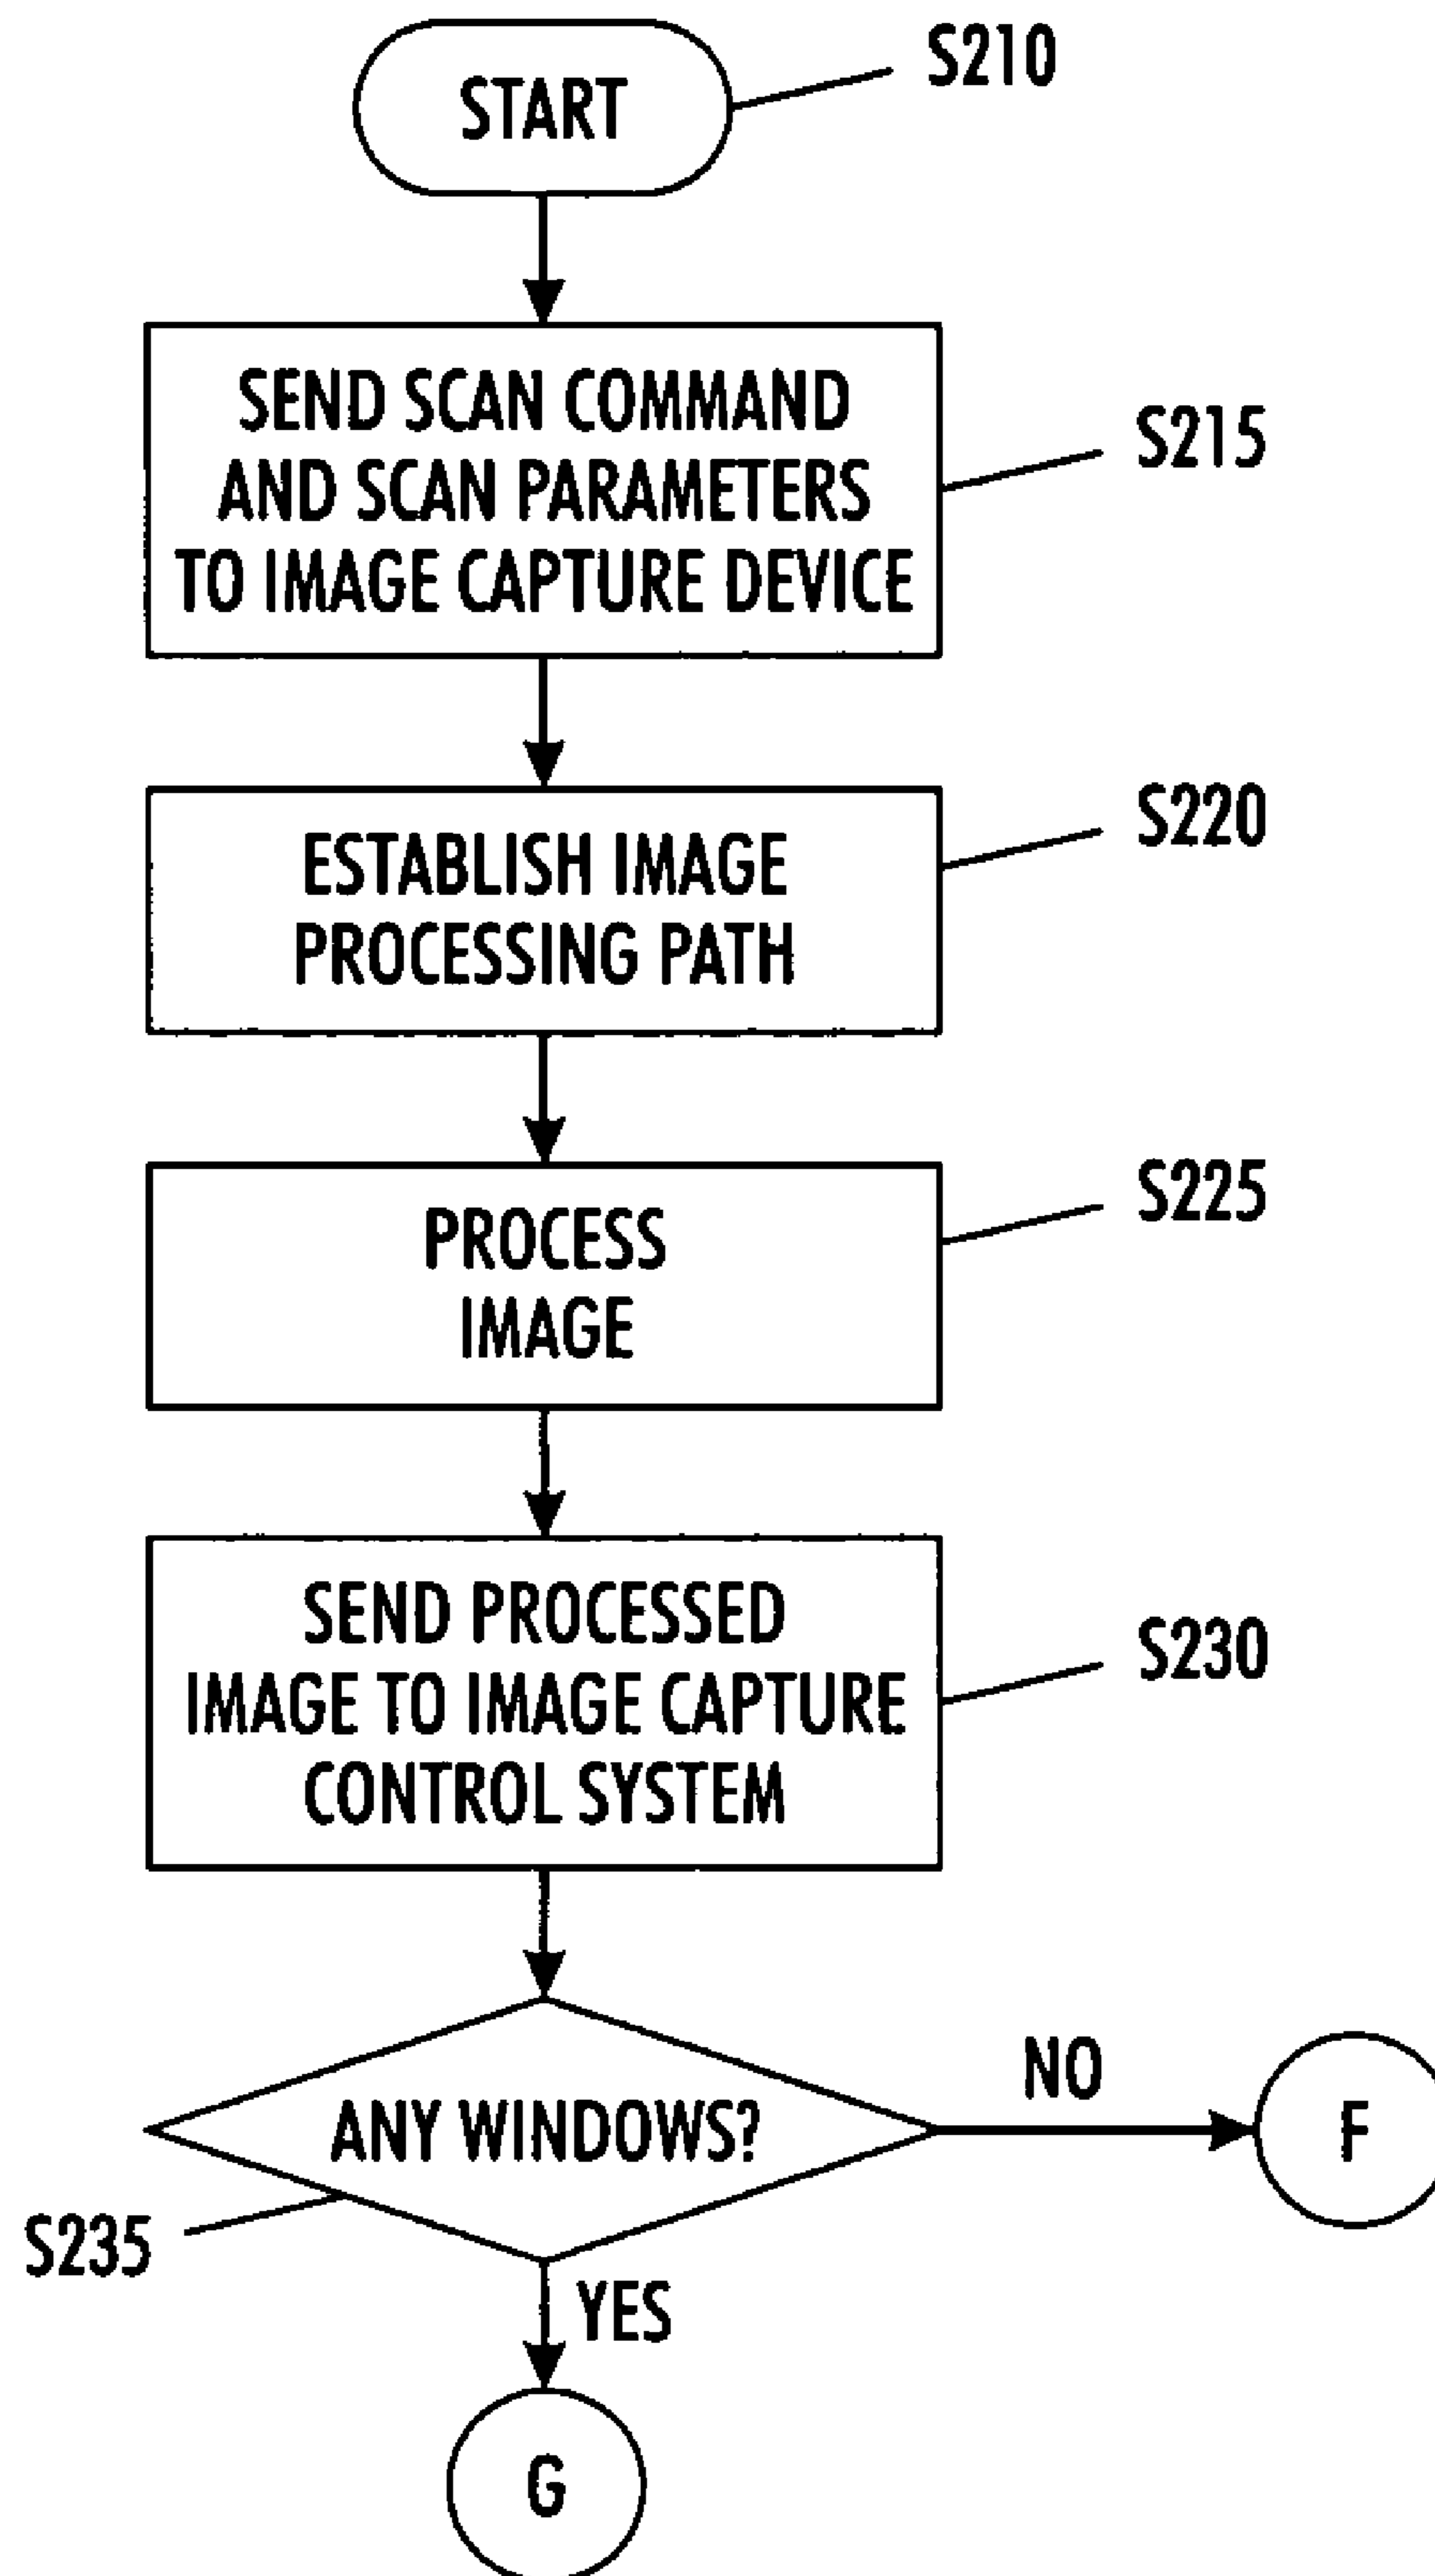 START
S210
SEND SCAN COMMAND
AND SCAN PARAMETERS
TO IMAGE CAPTURE DEVICE
S215
ESTABLISH IMAGE
PROCESSING PATH
S220
PROCESS
IMAGE
S225
SEND PROCESSED
IMAGE TO IMAGE CAPTURE
CONTROL SYSTEM
S230
ANY WINDOWS?
NO
F
S235
YES
G